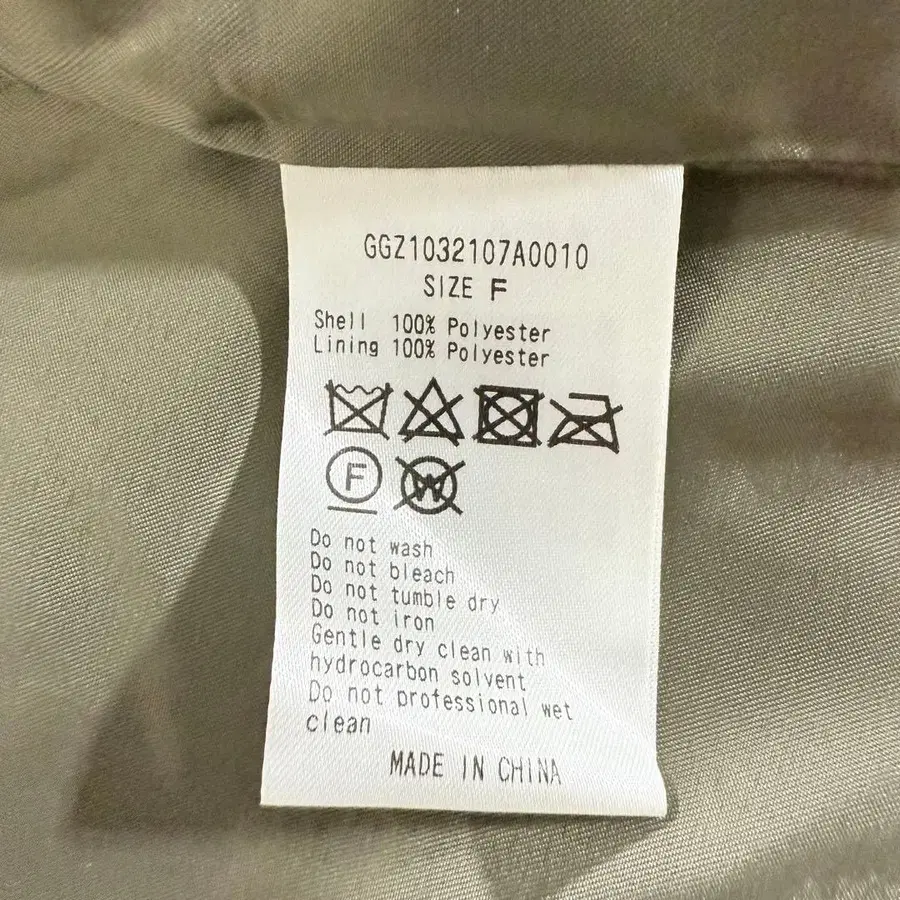 GGZ1032107A0010
SIZE F
Shell 100% Polyester
Lining 100% Polyester
F W
Do not wash
Do not bleach
Do not tumble dry
Do not iron
Gentle dry clean with
hydrocarbon solvent
Do not professional wet
clean
MADE IN CHINA